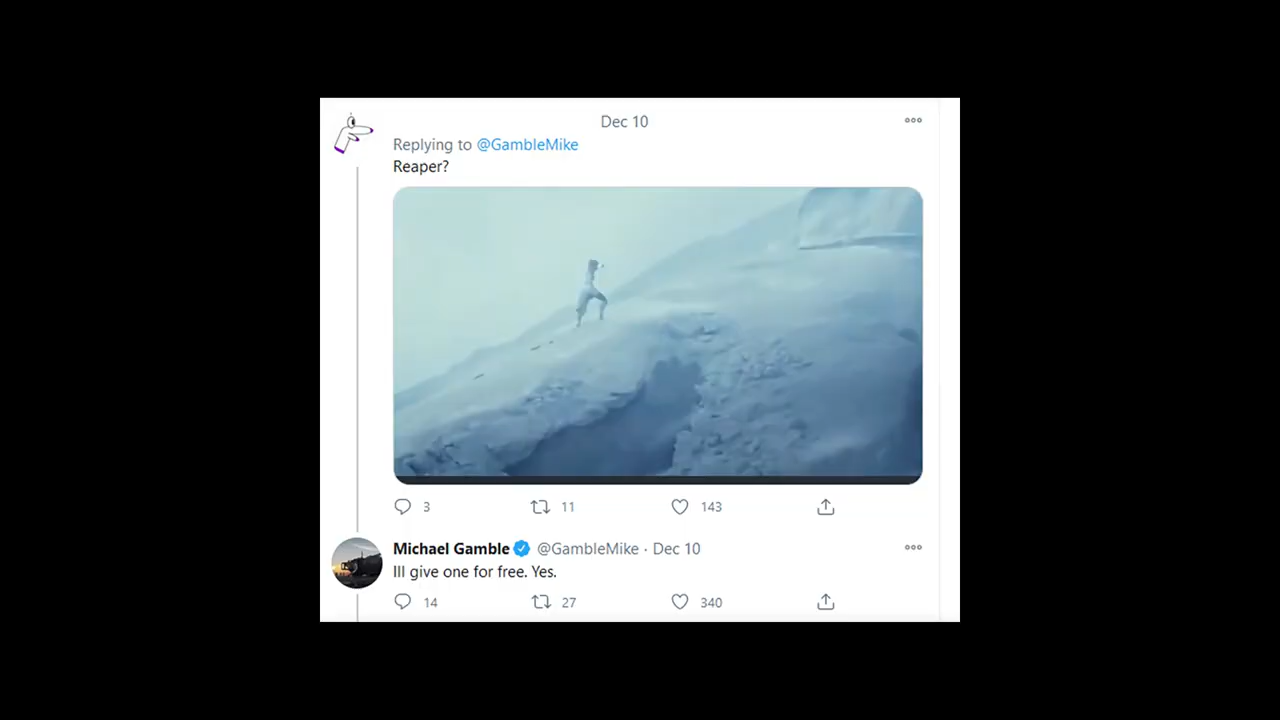 Dec 10
Replying to @GambleMike
Reaper?
3 11 143
Michael Gamble @GambleMike · Dec 10
Ill give one for free. Yes.
14 27 340